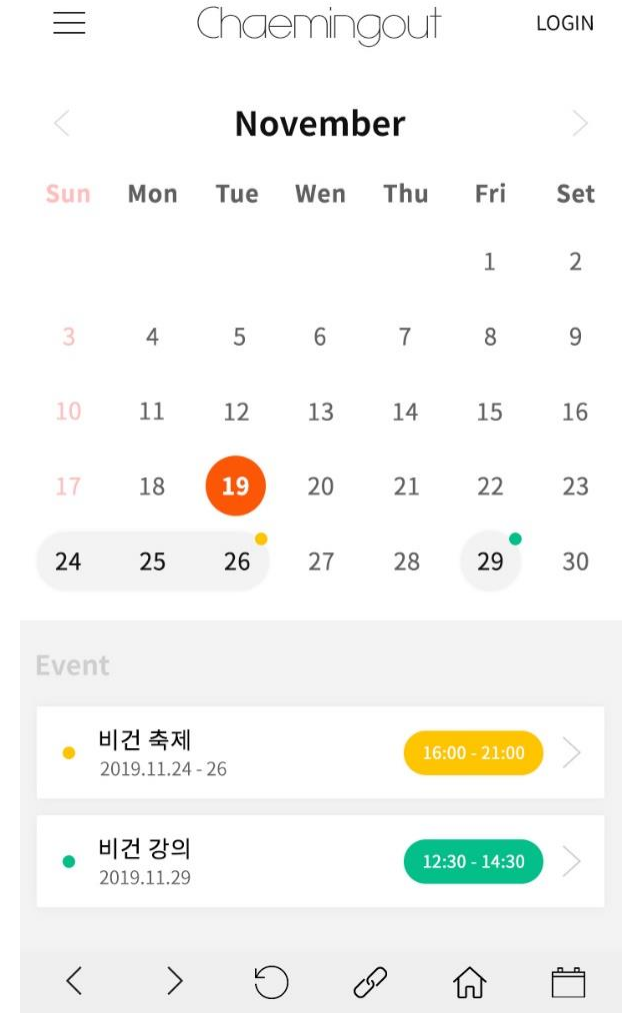 Chaemingout LOGIN
November
Sun Mon Tue Wen Thu Fri Set
1 2
3 4 5 6 7 8 9
10 11 12 13 14 15 16
17 18 19 20 21 22 23
24 25 26 27 28 29 30
Event
비건 축제
2019.11.24 - 26
16:00 - 21:00
비건 강의
2019.11.29
12:30 - 14:30